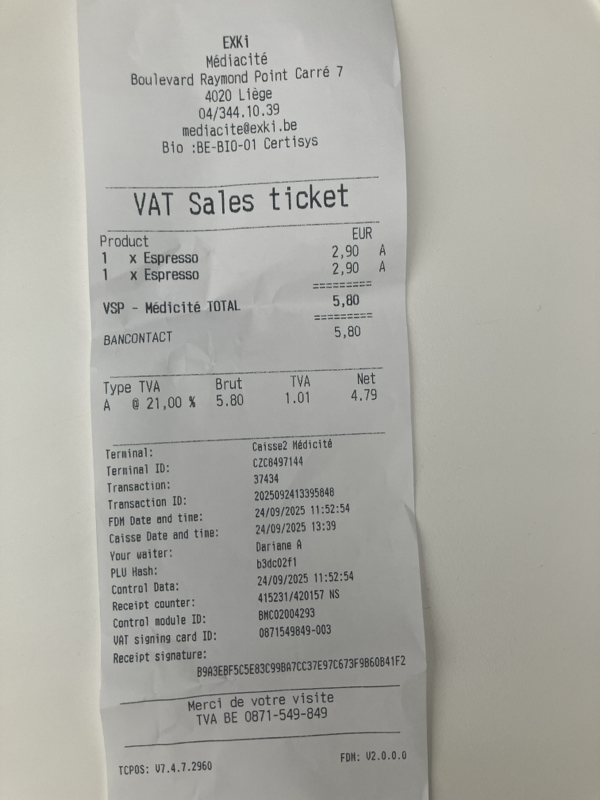 EXKi
Médiacité
Boulevard Raymond Point Carré 7
4020 Liège
04/344.10.39
mediacite@exki.be
Bio :BE-BIO-01 Certisys
VAT Sales ticket
Product EUR
1 x Espresso 2,90 A
1 x Espresso 2,90 A
=========
VSP - Médicité TOTAL 5,80
=========
BANCONTACT 5,80
Type TVA Brut TVA Net
A @ 21,00 % 5.80 1.01 4.79
Terminal: Caisse2 Médicité
Terminal ID: CZC8497144
Transaction: 37434
Transaction ID: 2025092413395848
FDM Date and time: 24/09/2025 11:52:54
Caisse Date and time: 24/09/2025 13:39
Your waiter: Dariane A
PLU Hash: b3dc02f1
Control Data: 24/09/2025 11:52:54
Receipt counter: 415231/420157 NS
Control module ID: BMC02004293
VAT signing card ID: 0871549849-003
Receipt signature:
B9A3EBF5C5E83C99BA7CC37E97C673F9B60B41F2
Merci de votre visite
TVA BE 0871-549-849
TCPOS: V7.4.7.2960 FDM: V2.0.0.0